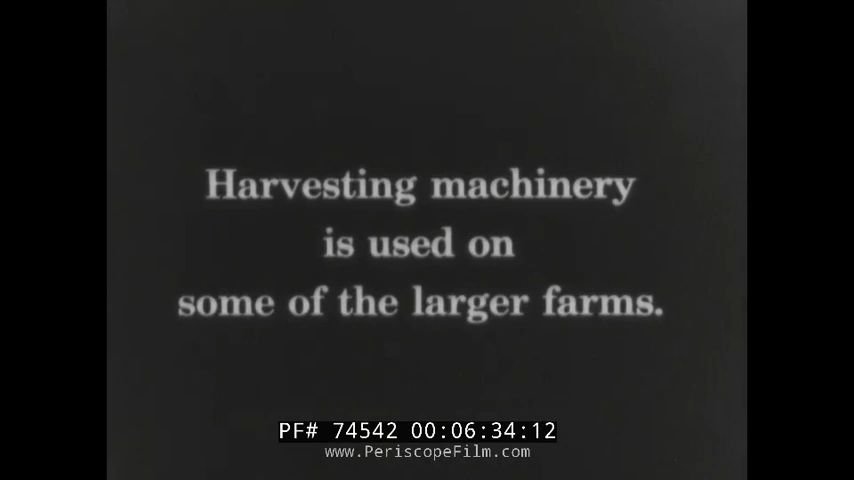 Harvesting machinery
is used on
some of the larger farms.
PF# 74542 00:06:34:12
www.PeriscopeFilm.com